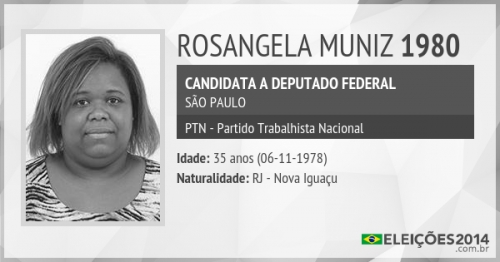 ROSANGELA MUNIZ 1980
CANDIDATA A DEPUTADO FEDERAL
SÃO PAULO
PTN - Partido Trabalhista Nacional
Idade: 35 anos (06-11-1978)
Naturalidade: RJ - Nova Iguaçu
ELEIÇÕES2014
.com.br